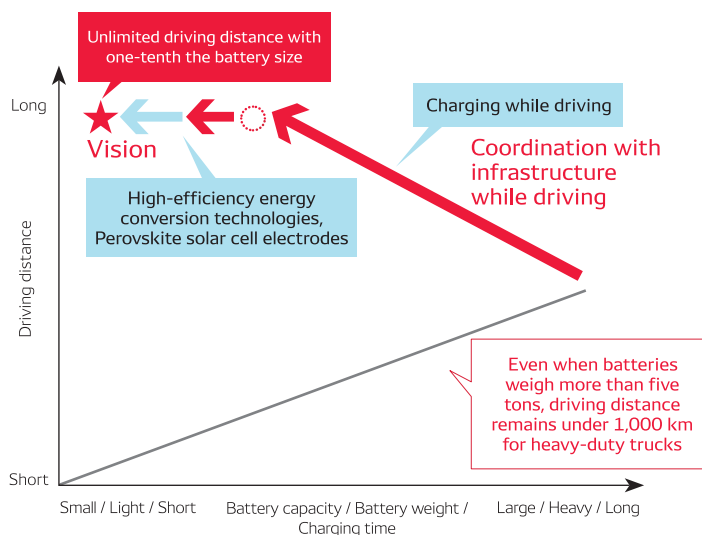 Unlimited driving distance with
one-tenth the battery size
Long
Charging while driving
Vision
Coordination with
infrastructure
while driving
High-efficiency energy
conversion technologies,
Perovskite solar cell electrodes
Driving distance
Even when batteries
weigh more than five
tons, driving distance
remains under 1,000 km
for heavy-duty trucks
Short
Small / Light / Short
Battery capacity / Battery weight /
Charging time
Large / Heavy / Long